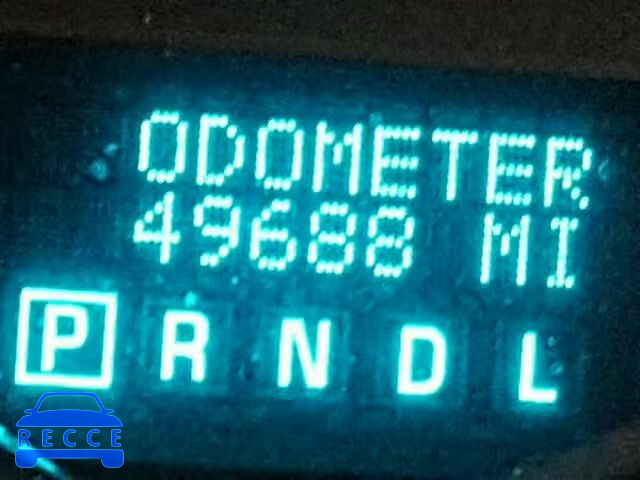 ODOMETER
49688 MI
P R N D L
RECCE